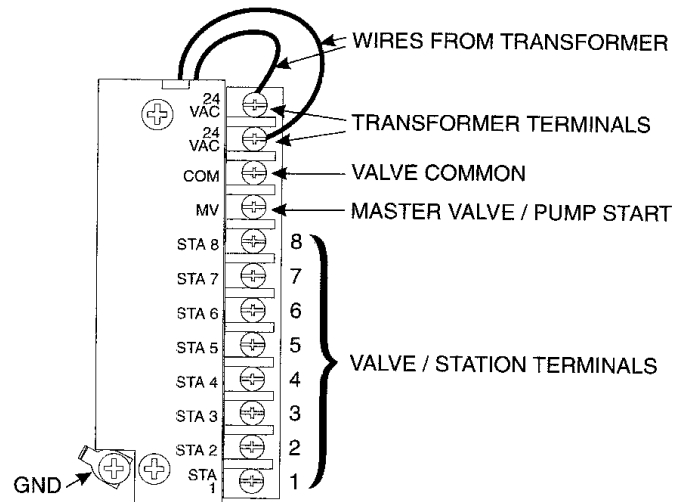 WIRES FROM TRANSFORMER
24
VAC
TRANSFORMER TERMINALS
24
VAC
COM
VALVE COMMON
MV
MASTER VALVE / PUMP START
STA 8 8
STA 7 7
STA 6 6
STA 5 5
VALVE / STATION TERMINALS
STA 4 4
STA 3 3
STA 2 2
STA
1 1
GND